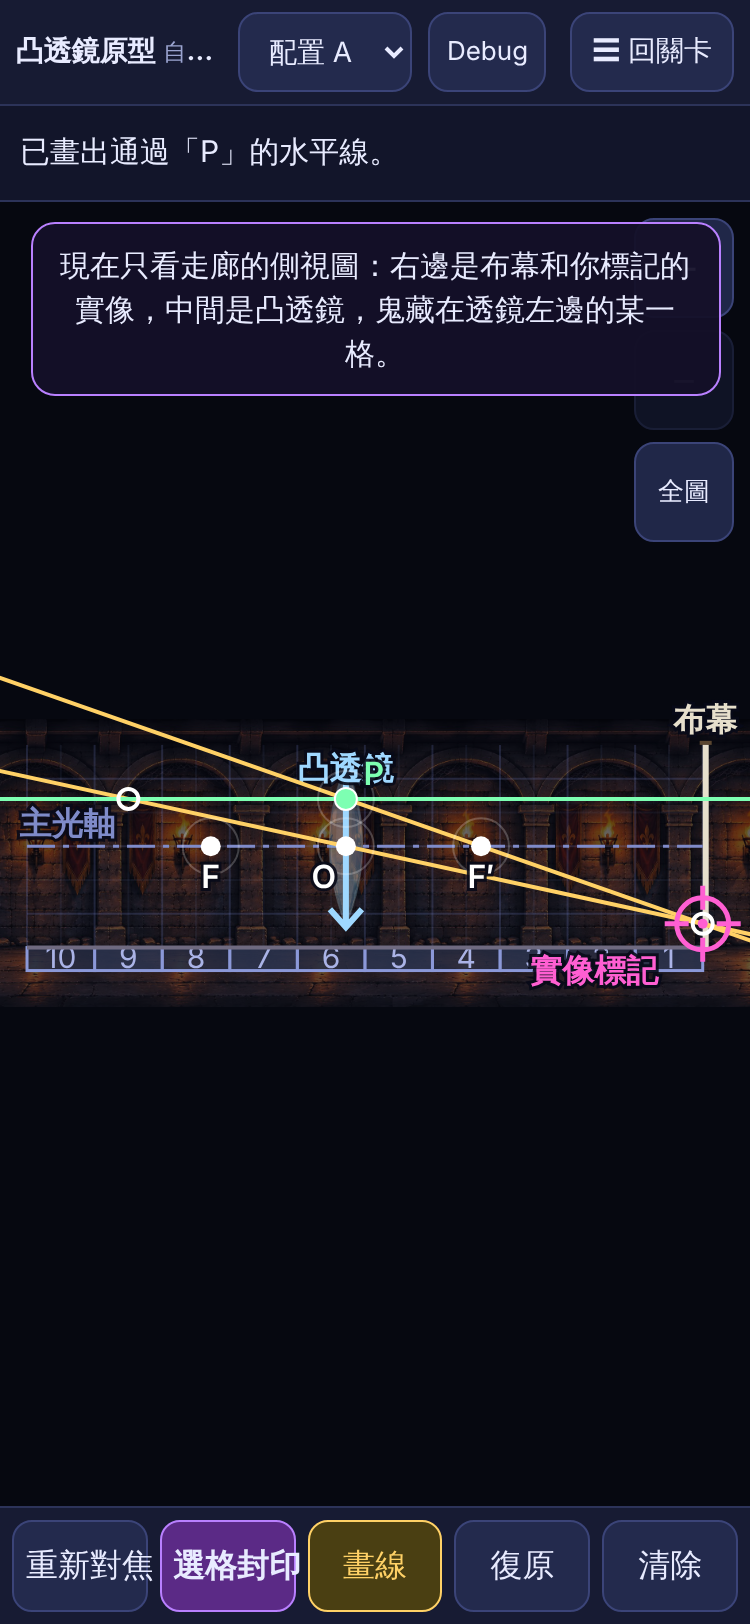 凸透鏡原型 自…
配置 A
Debug
☰ 回關卡
已畫出通過「P」的水平線。
現在只看走廊的側視圖：右邊是布幕和你標記的
實像，中間是凸透鏡，鬼藏在透鏡左邊的某一
格。
全圖
布幕
凸透鏡
P
主光軸
F
O
F′
10 9 8 7 6 5 4 1
實像標記
重新對焦
選格封印
畫線
復原
清除